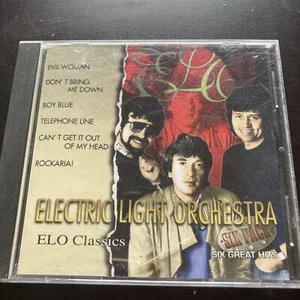 EVIL WOMAN
ELO
DON'T BRING
ME DOWN
BOY BLUE
TELEPHONE LINE
CAN'T GET IT OUT
OF MY HEAD
ROCKARIA!
ELECTRIC LIGHT ORCHESTRA
SIX PACK
ELO Classics
SIX GREAT HITS